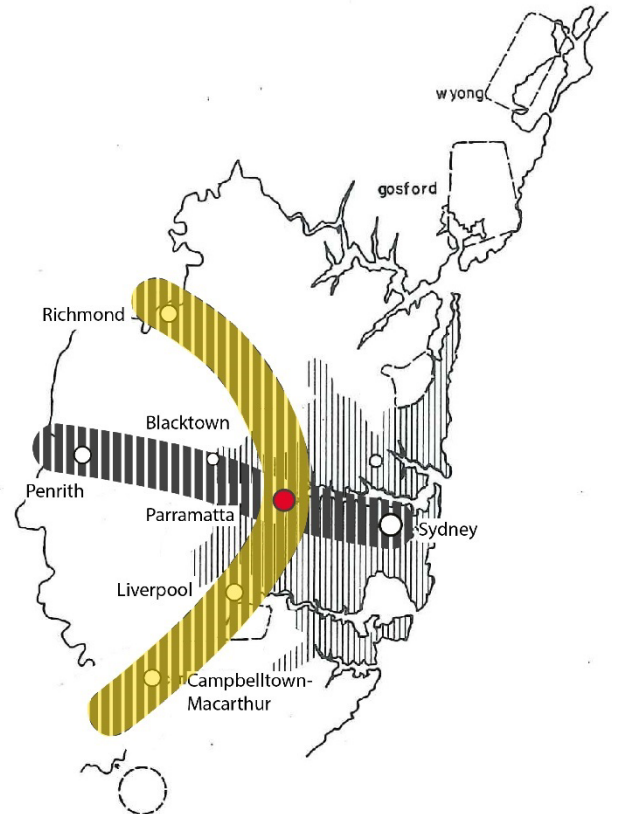 wyong
gosford
Richmond
Blacktown
Penrith
Parramatta
Sydney
Liverpool
Campbelltown-
Macarthur